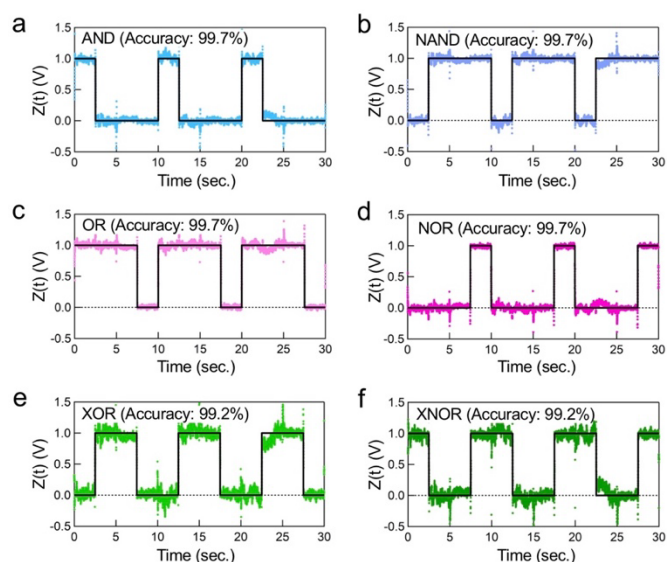 a
AND (Accuracy: 99.7%)
Z(t) (V)
1.5
1.0
0.5
0.0
-0.5
0 5 10 15 20 25 30
Time (sec.)
b
NAND (Accuracy: 99.7%)
Z(t) (V)
1.5
1.0
0.5
0.0
-0.5
0 5 10 15 20 25 30
Time (sec.)
c
OR (Accuracy: 99.7%)
Z(t) (V)
1.5
1.0
0.5
0.0
-0.5
0 5 10 15 20 25 30
Time (sec.)
d
NOR (Accuracy: 99.7%)
Z(t) (V)
1.5
1.0
0.5
0.0
-0.5
0 5 10 15 20 25 30
Time (sec.)
e
XOR (Accuracy: 99.2%)
Z(t) (V)
1.5
1.0
0.5
0.0
-0.5
0 5 10 15 20 25 30
Time (sec.)
f
XNOR (Accuracy: 99.2%)
Z(t) (V)
1.5
1.0
0.5
0.0
-0.5
0 5 10 15 20 25 30
Time (sec.)